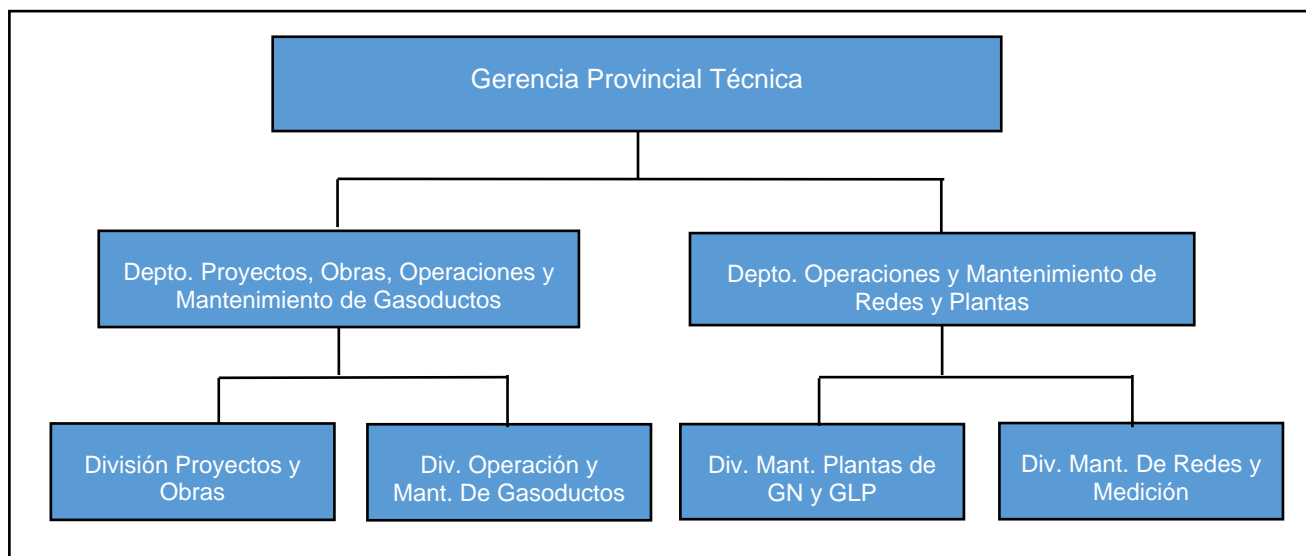 Gerencia Provincial Técnica
Depto. Proyectos, Obras, Operaciones y
Mantenimiento de Gasoductos
Depto. Operaciones y Mantenimiento de
Redes y Plantas
División Proyectos y
Obras
Div. Operación y
Mant. De Gasoductos
Div. Mant. Plantas de
GN y GLP
Div. Mant. De Redes y
Medición